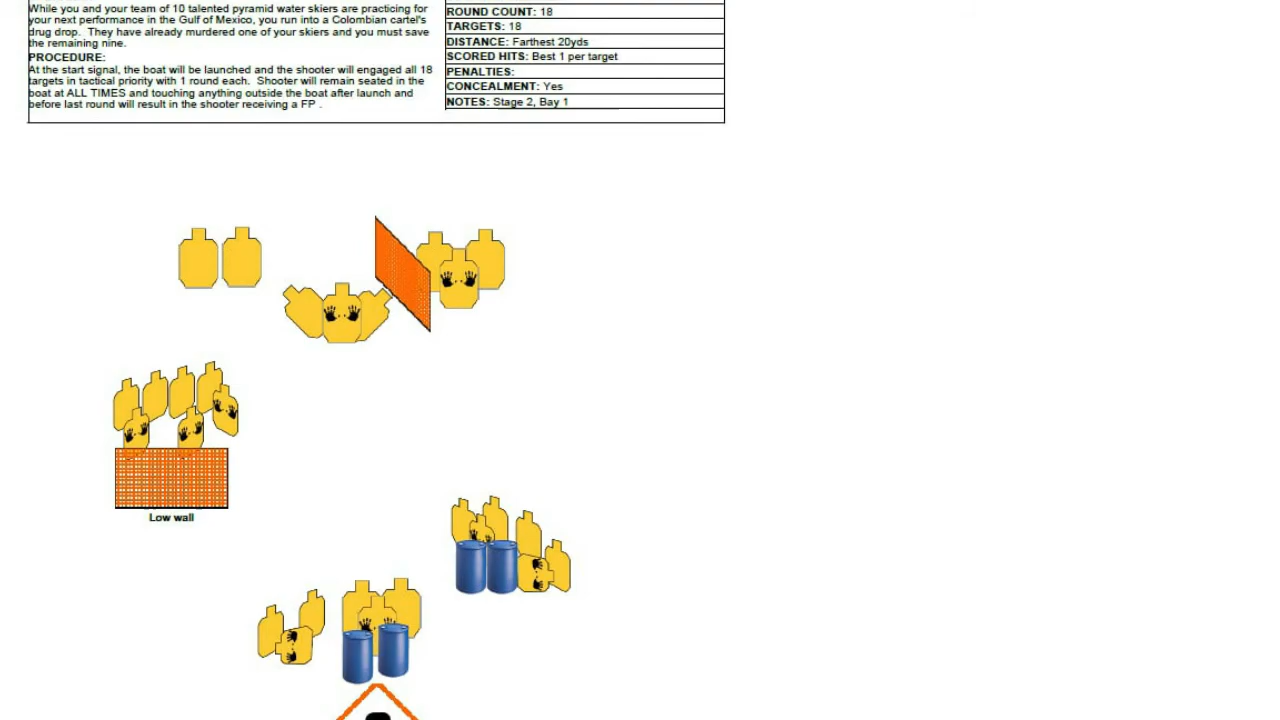 While you and your team of 10 talented pyramid water skiers are practicing for
your next performance in the Gulf of Mexico, you run into a Colombian cartel's
drug drop.  They have already murdered one of your skiers and you must save
the remaining nine.
PROCEDURE:
At the start signal, the boat will be launched and the shooter will engaged all 18
targets in tactical priority with 1 round each.  Shooter will remain seated in the
boat at ALL TIMES and touching anything outside the boat after launch and
before last round will result in the shooter receiving a FP .
ROUND COUNT: 18
TARGETS: 18
DISTANCE: Farthest 20yds
SCORED HITS: Best 1 per target
PENALTIES:
CONCEALMENT: Yes
NOTES: Stage 2, Bay 1
Low wall